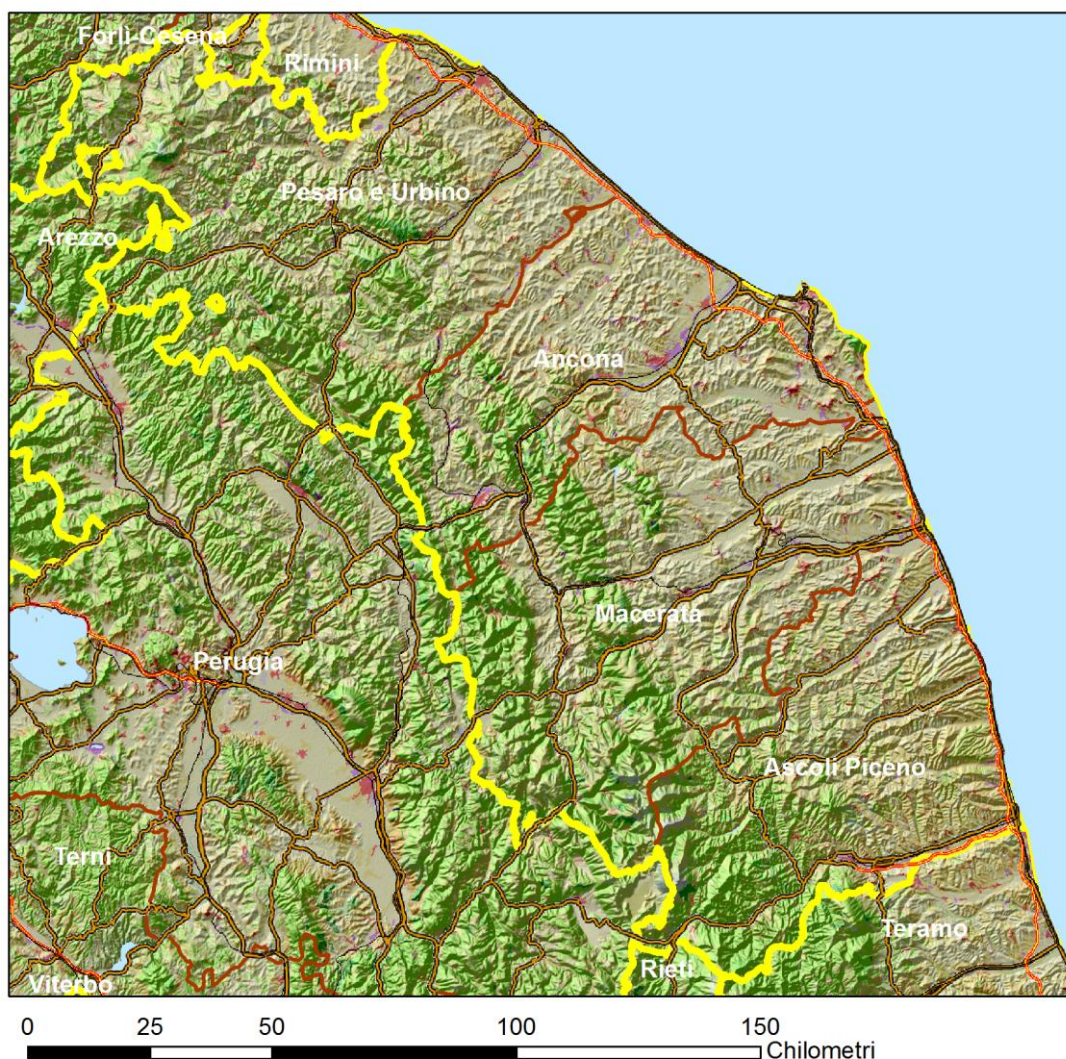 Forlì-Cesena
Rimini
Pesaro e Urbino
Arezzo
Ancona
Macerata
Perugia
Ascoli Piceno
Terni
Teramo
Rieti
Viterbo
0 25 50 100 150
Chilometri